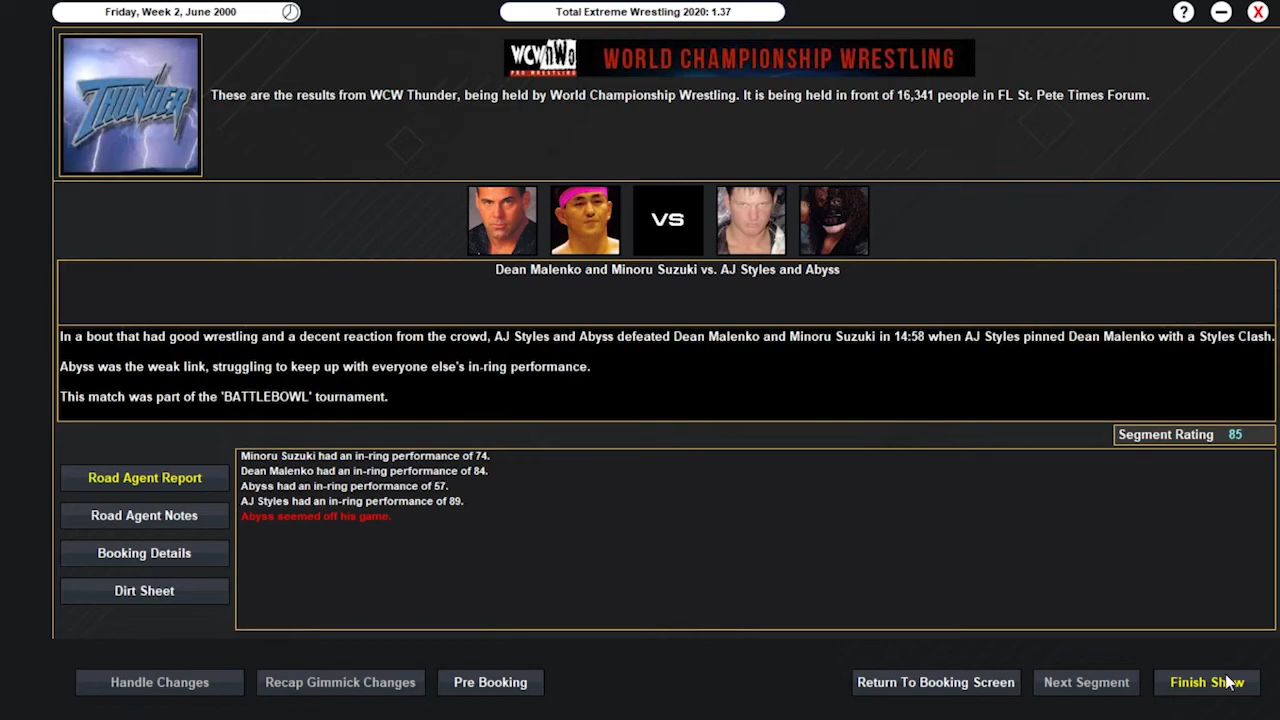 Friday, Week 2, June 2000
Total Extreme Wrestling 2020: 1.37
?
X
THUNDER
WCW nWo
PRO WRESTLING
WORLD CHAMPIONSHIP WRESTLING
These are the results from WCW Thunder, being held by World Championship Wrestling. It is being held in front of 16,341 people in FL St. Pete Times Forum.
VS
Dean Malenko and Minoru Suzuki vs. AJ Styles and Abyss
In a bout that had good wrestling and a decent reaction from the crowd, AJ Styles and Abyss defeated Dean Malenko and Minoru Suzuki in 14:58 when AJ Styles pinned Dean Malenko with a Styles Clash.
Abyss was the weak link, struggling to keep up with everyone else's in-ring performance.
This match was part of the 'BATTLEBOWL' tournament.
Segment Rating 85
Road Agent Report
Road Agent Notes
Booking Details
Dirt Sheet
Minoru Suzuki had an in-ring performance of 74.
Dean Malenko had an in-ring performance of 84.
Abyss had an in-ring performance of 57.
AJ Styles had an in-ring performance of 89.
Abyss seemed off his game.
Handle Changes
Recap Gimmick Changes
Pre Booking
Return To Booking Screen
Next Segment
Finish Show